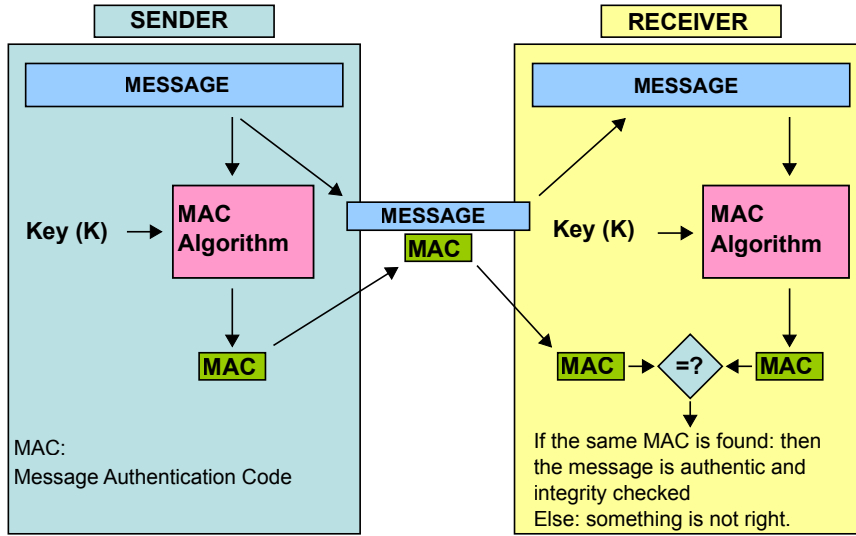 SENDER
RECEIVER
MESSAGE
MESSAGE
Key (K)
MAC
Algorithm
MESSAGE
MAC
Key (K)
MAC
Algorithm
MAC
MAC
=?
MAC
MAC:
Message Authentication Code
If the same MAC is found: then
the message is authentic and
integrity checked
Else: something is not right.